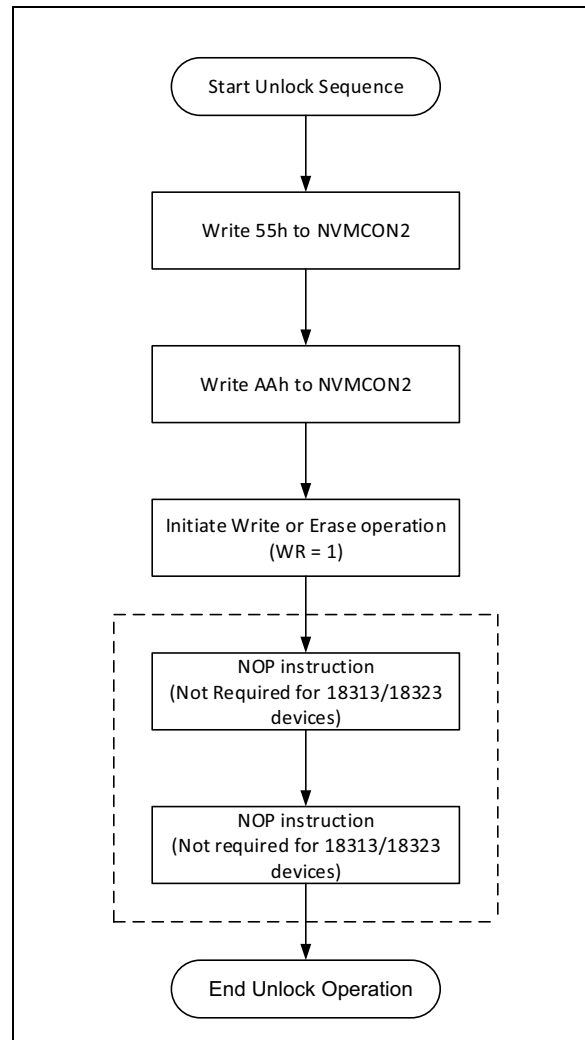 Start Unlock Sequence
Write 55h to NVMCON2
Write AAh to NVMCON2
Initiate Write or Erase operation
(WR = 1)
NOP instruction
(Not Required for 18313/18323
devices)
NOP instruction
(Not required for 18313/18323
devices)
End Unlock Operation